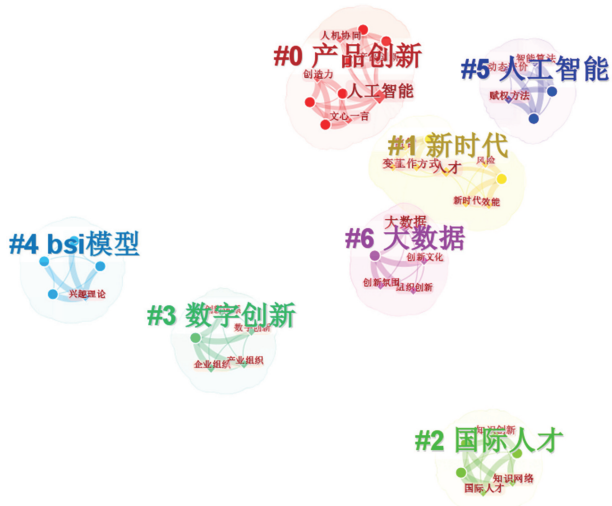 人机协同
#0 产品创新
创造力
人工智能
文心一言
智能算法
#5 人工智能
赋权方法
#1 新时代
工作方式
人才
风险
新时代效能
大数据
#6 大数据
创新文化
创新氛围
组织创新
#4 bsi模型
兴趣理论
#3 数字创新
数字创新
企业组织
产业组织
知识创新
#2 国际人才
知识网络
国际人才